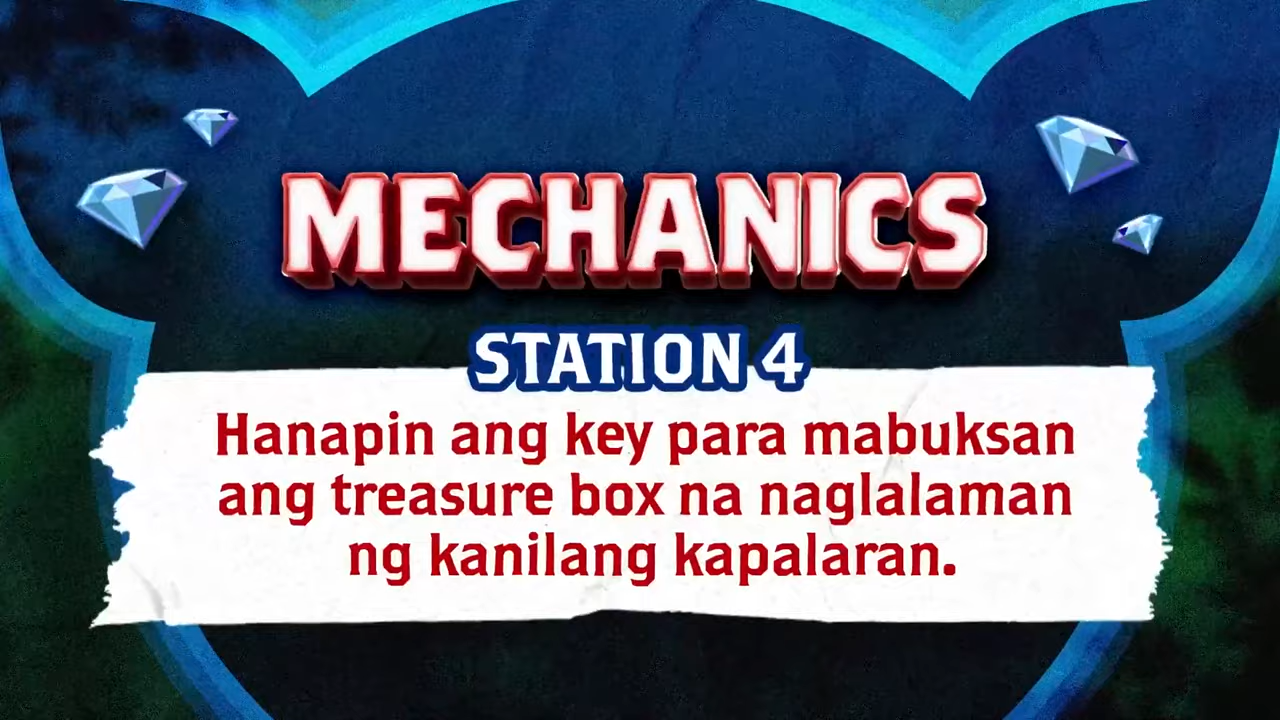 MECHANICS
STATION 4
Hanapin ang key para mabuksan
ang treasure box na naglalaman
ng kanilang kapalaran.